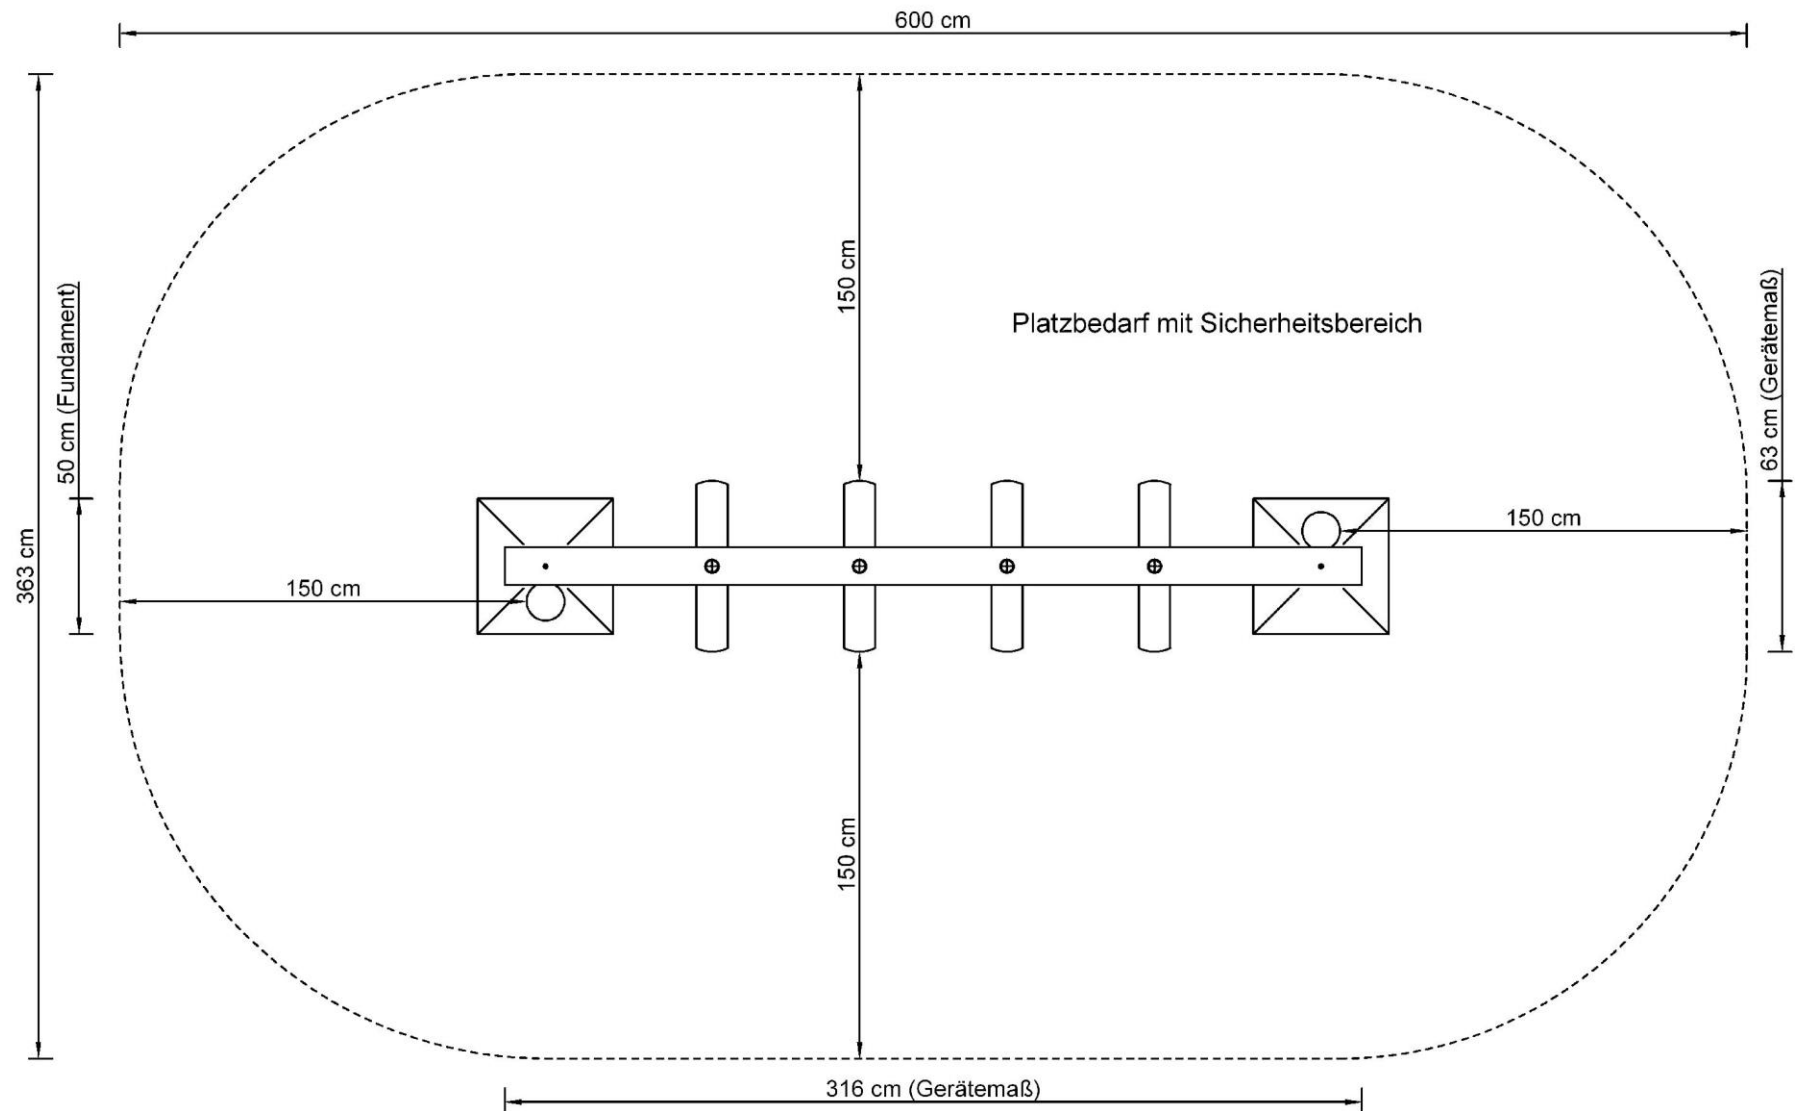 600 cm
150 cm
Platzbedarf mit Sicherheitsbereich
50 cm (Fundament)
63 cm (Gerätemaß)
363 cm
150 cm
150 cm
150 cm
316 cm (Gerätemaß)